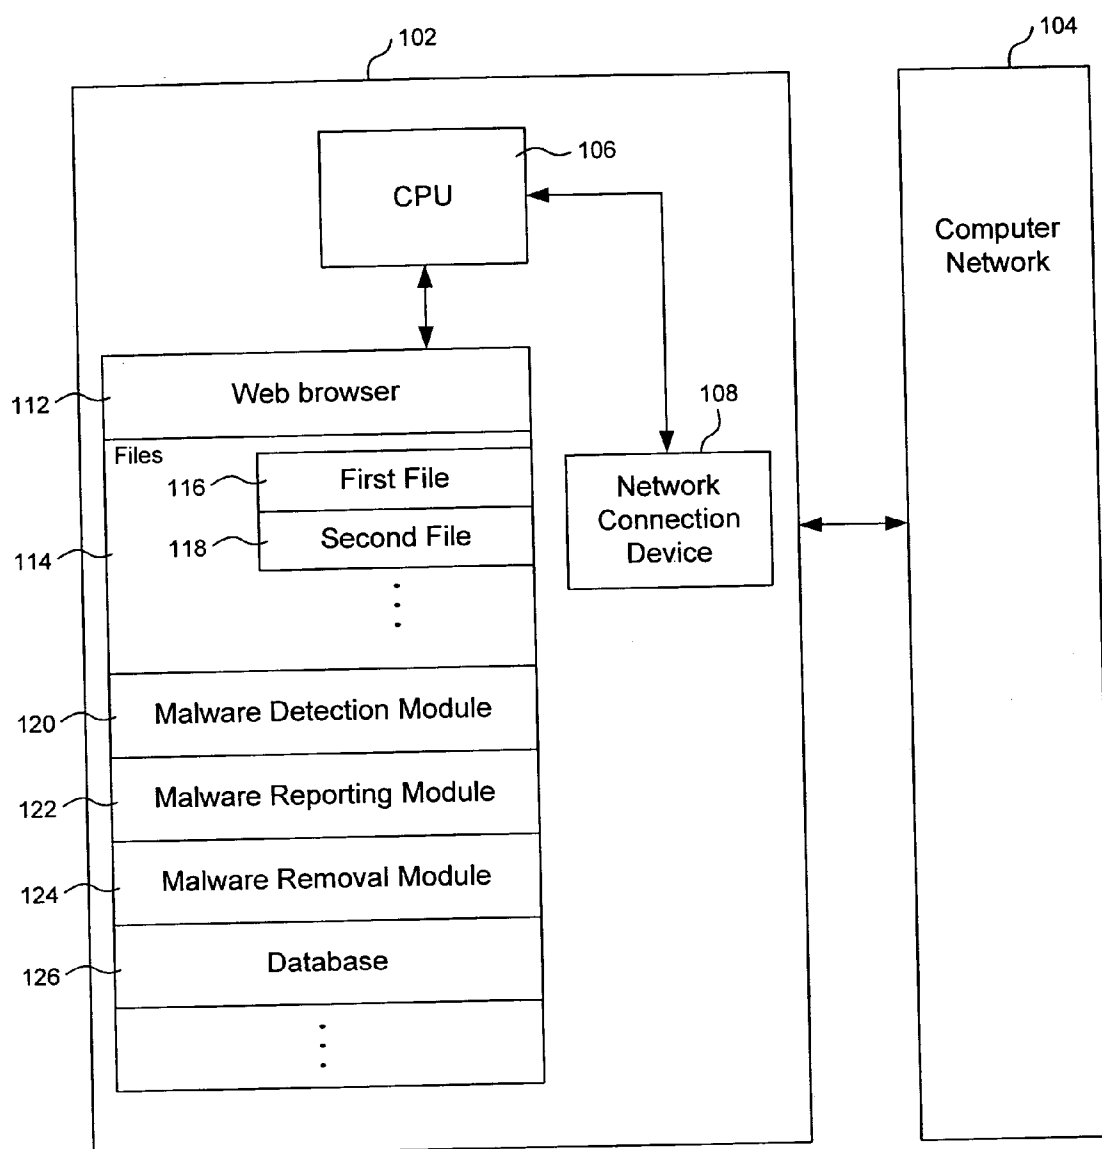 102
104
106
CPU
Computer
Network
Web browser
112
108
Files
116
First File
Network
Connection
Device
118
Second File
114
120
Malware Detection Module
122
Malware Reporting Module
124
Malware Removal Module
126
Database